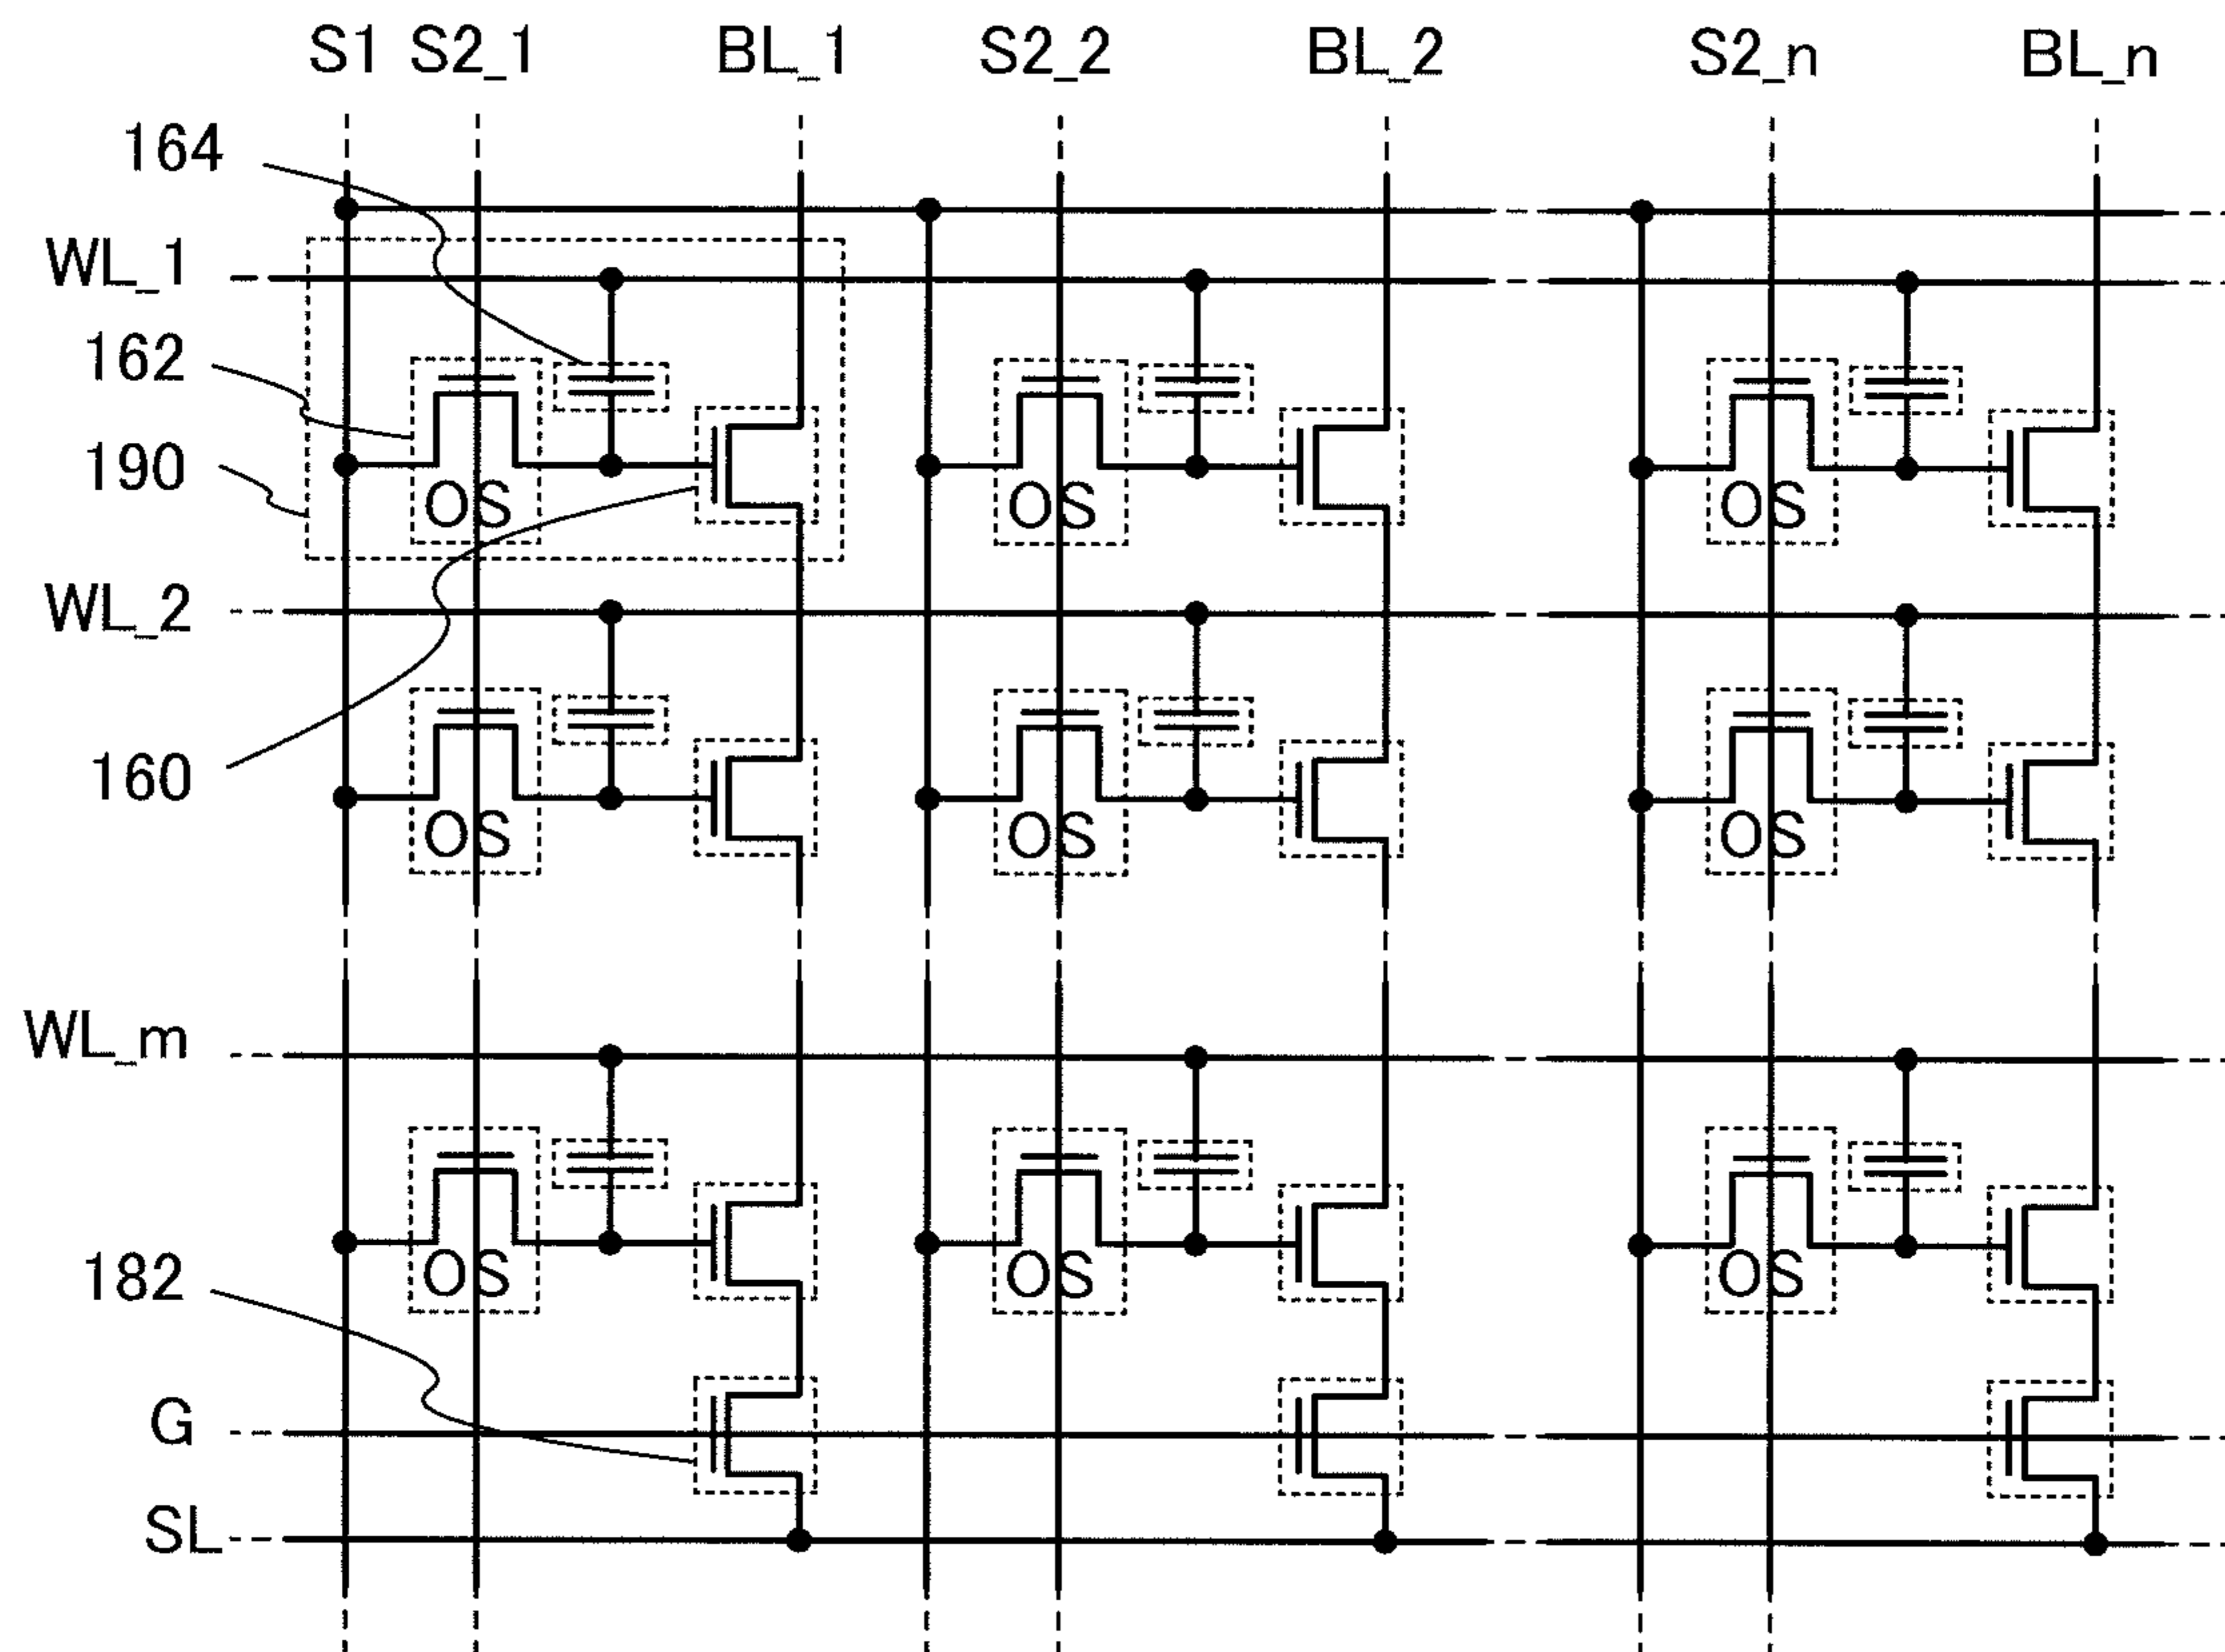 S1 S2_1 BL_1 S2_2 BL_2 S2_n BL_n
164
WL_1
162
190
OS OS OS
WL_2
160
OS OS OS
WL_m
182
OS OS OS
G
SL